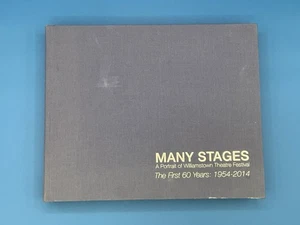 MANY STAGES
A Portrait of Williamstown Theatre Festival
The First 60 Years: 1954-2014